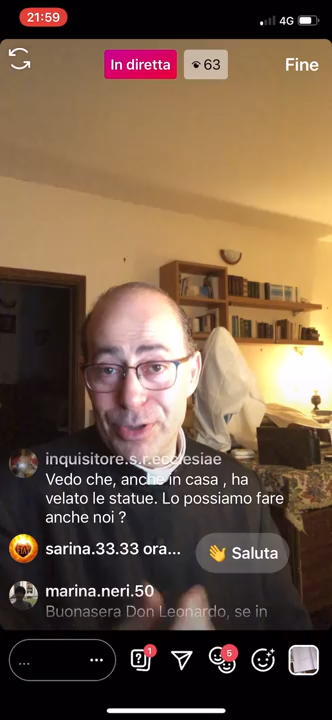 21:59
4G
In diretta
63
Fine
inquisitore.s.r.ecclesiae
Vedo che, anche in casa , ha
velato le statue. Lo possiamo fare
anche noi ?
sarina.33.33 ora...
👋 Saluta
marina.neri.50
Buonasera Don Leonardo, se in
...
1
5